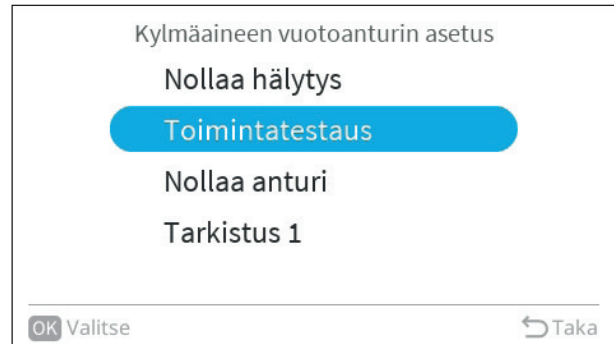 Kylmäaineen vuotoanturin asetus
Nollaa hälytys
Toimintatestaus
Nollaa anturi
Tarkistus 1
OK Valitse
Taka